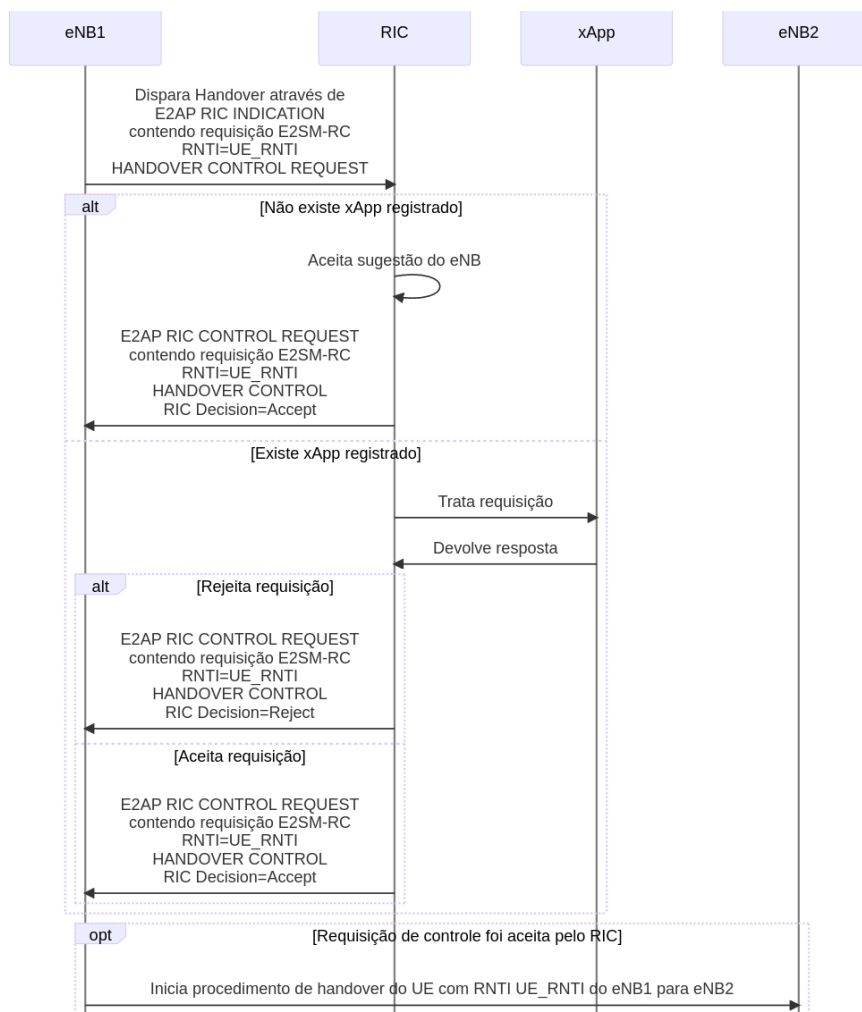 eNB1
RIC
xApp
eNB2
Dispara Handover através de
E2AP RIC INDICATION
contendo requisição E2SM-RC
RNTI=UE_RNTI
HANDOVER CONTROL REQUEST
alt
[Não existe xApp registrado]
Aceita sugestão do eNB
E2AP RIC CONTROL REQUEST
contendo requisição E2SM-RC
RNTI=UE_RNTI
HANDOVER CONTROL
RIC Decision=Accept
[Existe xApp registrado]
Trata requisição
Devolve resposta
alt
[Rejeita requisição]
E2AP RIC CONTROL REQUEST
contendo requisição E2SM-RC
RNTI=UE_RNTI
HANDOVER CONTROL
RIC Decision=Reject
[Aceita requisição]
E2AP RIC CONTROL REQUEST
contendo requisição E2SM-RC
RNTI=UE_RNTI
HANDOVER CONTROL
RIC Decision=Accept
opt
[Requisição de controle foi aceita pelo RIC]
Inicia procedimento de handover do UE com RNTI UE_RNTI do eNB1 para eNB2